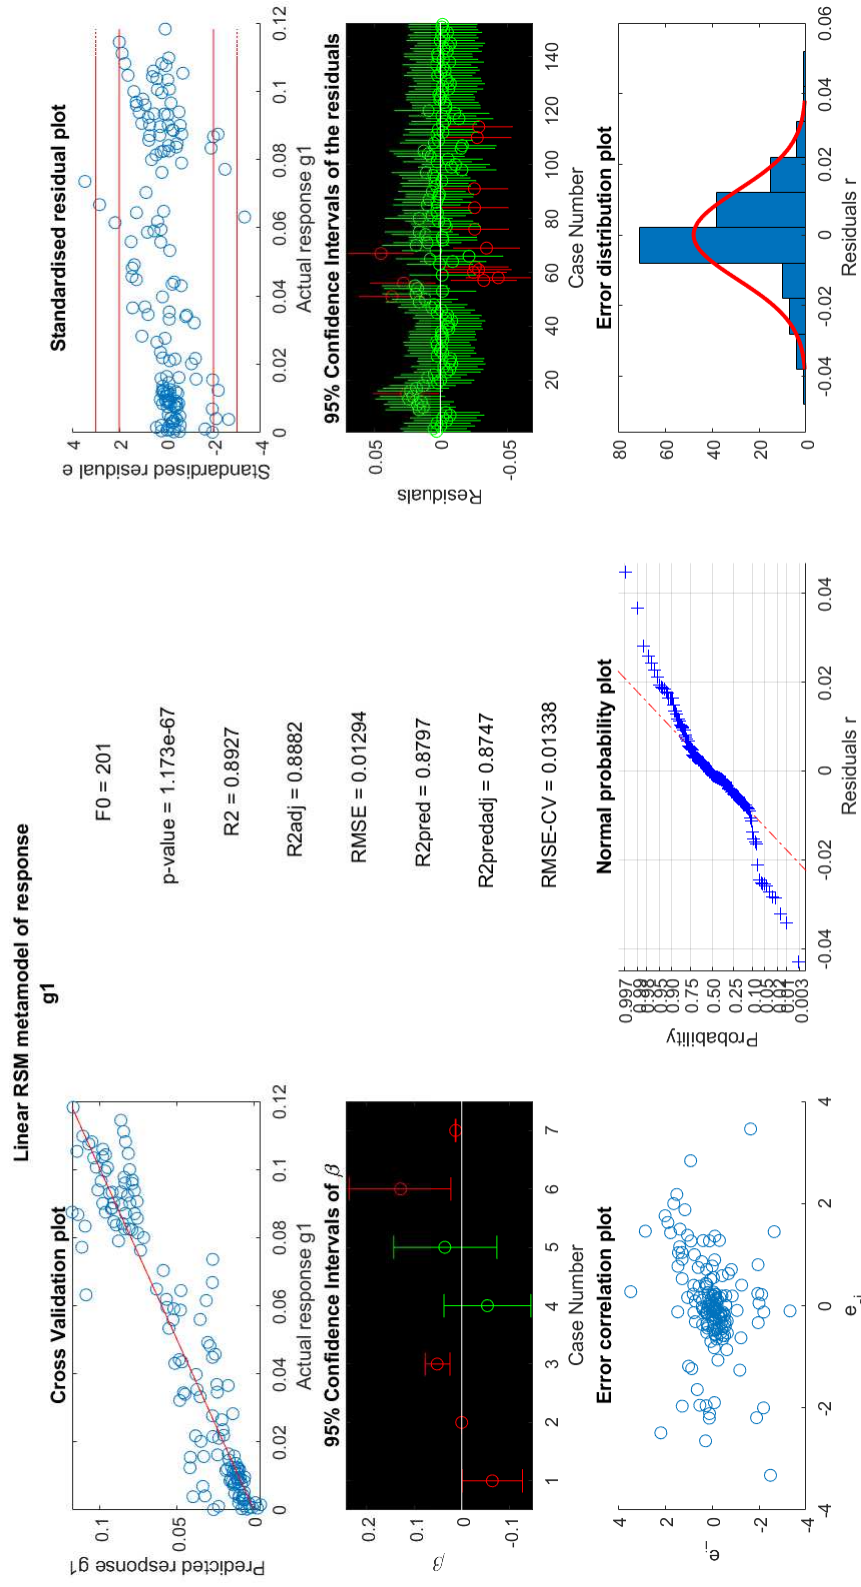 Linear RSM metamodel of response
g1
Cross Validation plot
Predicted response g1
0.1
0.05
0
0 0.02 0.04 0.06 0.08 0.1 0.12
Actual response g1
F0 = 201
p-value = 1.173e-67
R2 = 0.8927
R2adj = 0.8882
RMSE = 0.01294
R2pred = 0.8797
R2predadj = 0.8747
RMSE-CV = 0.01338
Standardised residual plot
Standardised residual e
4
2
0
-2
-4
0 0.02 0.04 0.06 0.08 0.1 0.12
Actual response g1
95% Confidence Intervals of β
β
0.2
0.1
0
-0.1
1 2 3 4 5 6 7
Case Number
95% Confidence Intervals of the residuals
Residuals
0.05
0
-0.05
20 40 60 80 100 120 140
Case Number
Error correlation plot
4
2
0
-2
-4
-4 -2 0 2 4
Normal probability plot
Probability
0.997
0.99
0.98
0.95
0.90
0.75
0.50
0.25
0.10
0.05
0.02
0.01
0.003
-0.04 -0.02 0 0.02 0.04
Residuals r
Error distribution plot
80
60
40
20
0
-0.04 -0.02 0 0.02 0.04 0.06
Residuals r